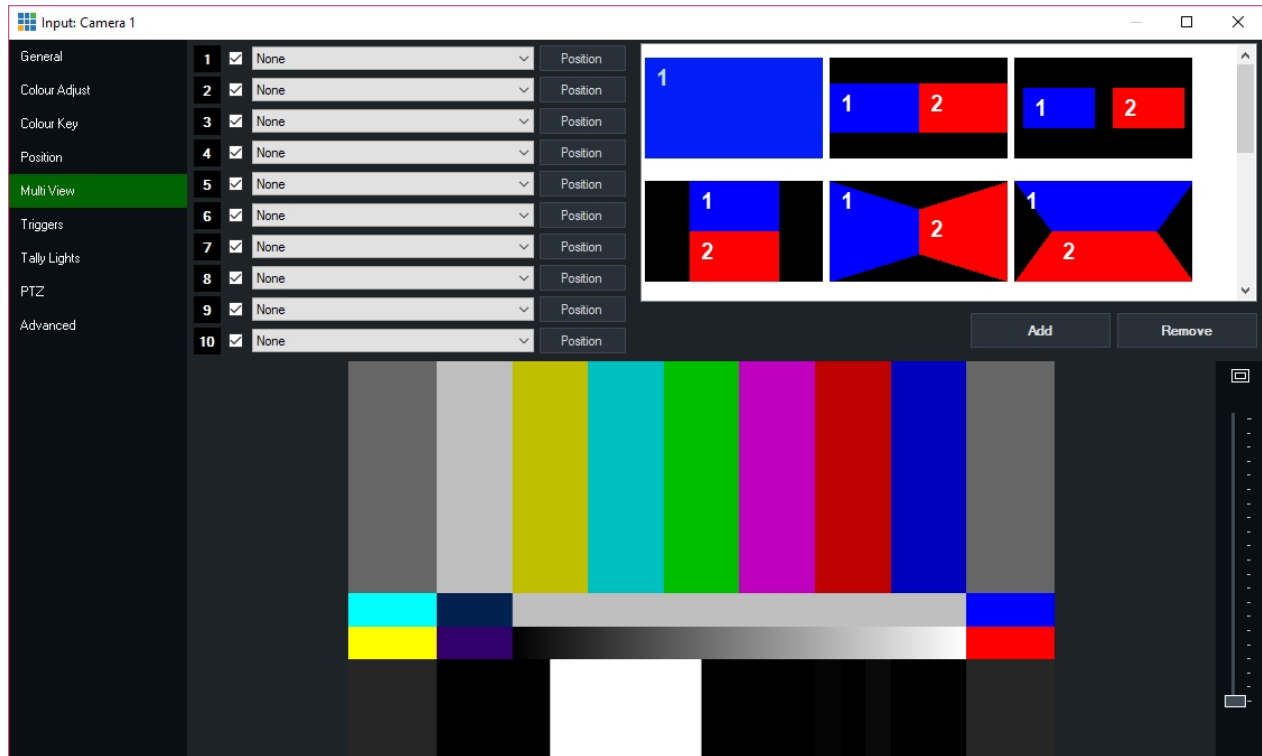 Input: Camera 1
General
Colour Adjust
Colour Key
Position
Multi View
Triggers
Tally Lights
PTZ
Advanced
1 None Position
2 None Position
3 None Position
4 None Position
5 None Position
6 None Position
7 None Position
8 None Position
9 None Position
10 None Position
1
1 2
1 2
1
2
1
2
1
2
Add Remove